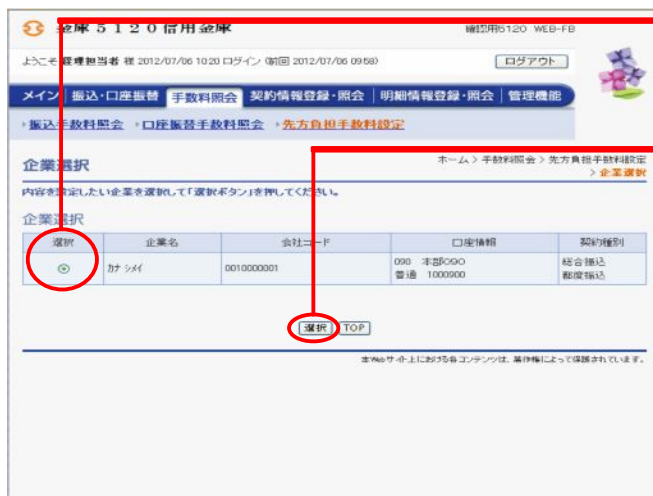 金庫5120信用金庫
確認用5120 WEB-FB
ようこそ 経理担当者 様 2012/07/06 10:20 ログイン (前回 2012/07/06 09:58)
ログアウト
メイン 振込・口座振替 手数料照会 契約情報登録・照会 明細情報登録・照会 管理機能
振込手数料照会 口座振替手数料照会 先方負担手数料設定
企業選択
ホーム > 手数料照会 > 先方負担手数料設定
> 企業選択
内容を設定したい企業を選択して「選択ボタン」を押してください。
企業選択
選択 企業名 会社コード 口座情報 契約種別
カナ シメイ 0010000001 090 本部090 総合振込
普通 1000900 都度振込
選択 TOP
本Webサイト上における各コンテンツは、著作権によって保護されています。